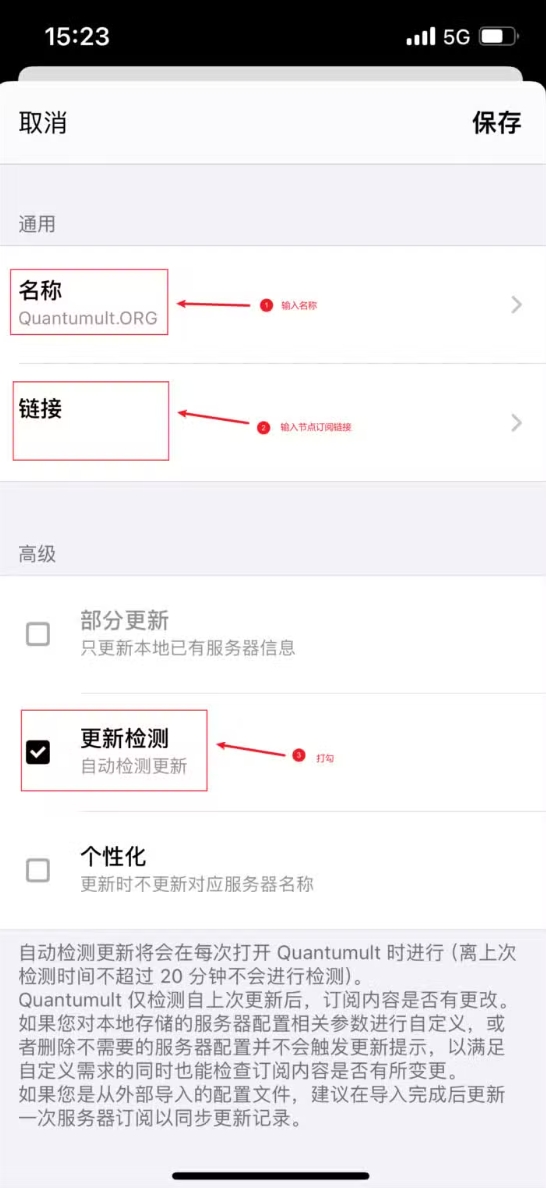 15:23
5G
取消
保存
通用
名称
Quantumult.ORG
1 输入名称
链接
2 输入节点订阅链接
高级
部分更新
只更新本地已有服务器信息
更新检测
自动检测更新
3 打勾
个性化
更新时不更新对应服务器名称
自动检测更新将会在每次打开 Quantumult 时进行 (离上次
检测时间不超过 20 分钟不会进行检测)。
Quantumult 仅检测自上次更新后，订阅内容是否有更改。
如果您对本地存储的服务器配置相关参数进行自定义，或
者删除不需要的服务器配置并不会触发更新提示，以满足
自定义需求的同时也能检查订阅内容是否有所变更。
如果您是从外部导入的配置文件，建议在导入完成后更新
一次服务器订阅以同步更新记录。